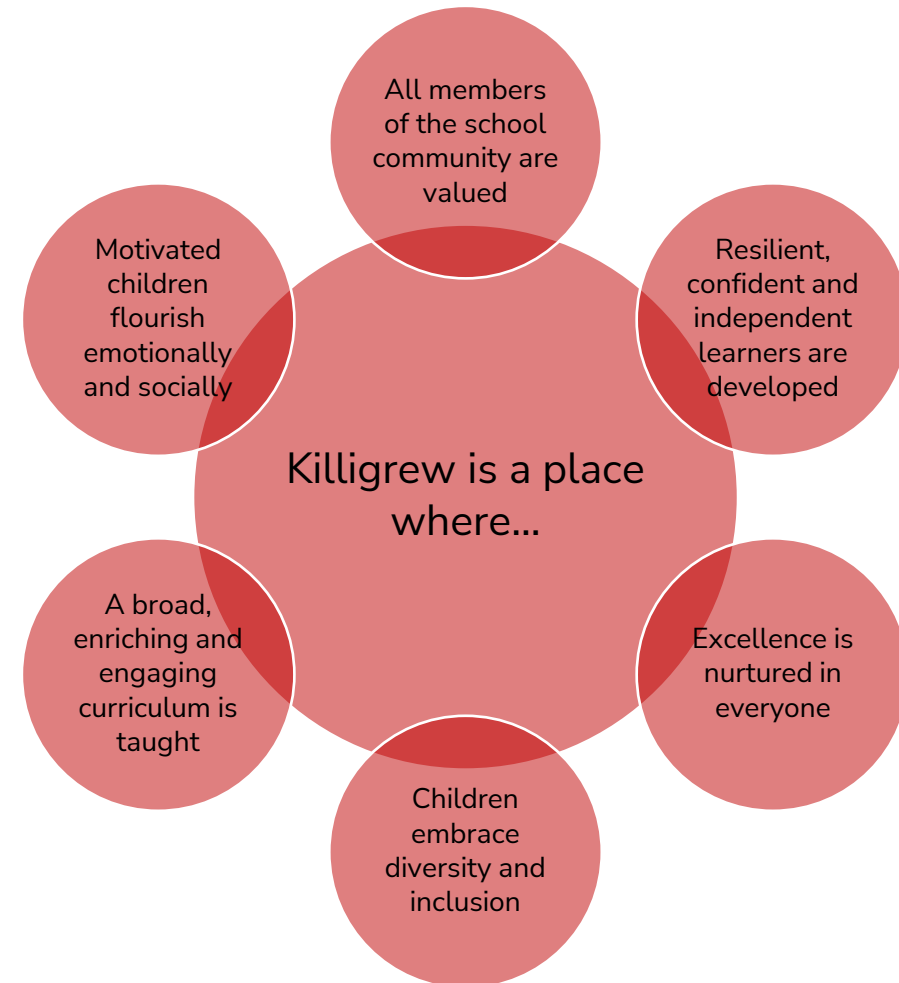 Killigrew is a place
where...
All members
of the school
community are
valued
Resilient,
confident and
independent
learners are
developed
Excellence is
nurtured in
everyone
Children
embrace
diversity and
inclusion
A broad,
enriching and
engaging
curriculum is
taught
Motivated
children
flourish
emotionally
and socially